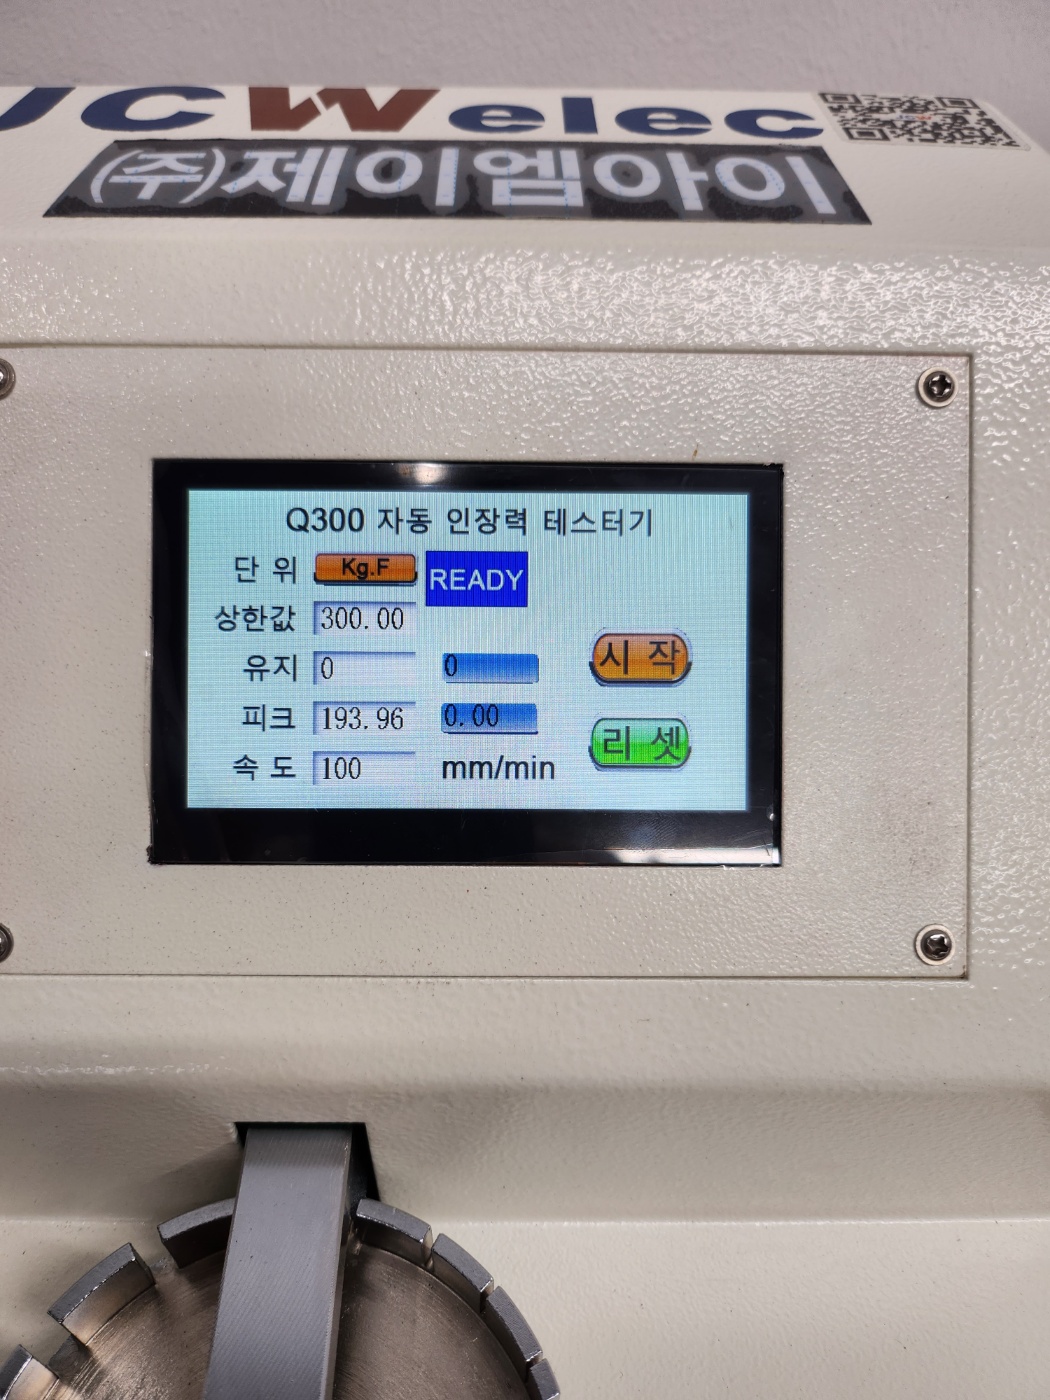 JCWelec
㈜제이엠아이
Q300 자동 인장력 테스터기
단 위 Kg.F READY
상한값 300.00
유지 0 0
시 작
피크 193.96 0.00
리 셋
속 도 100 mm/min